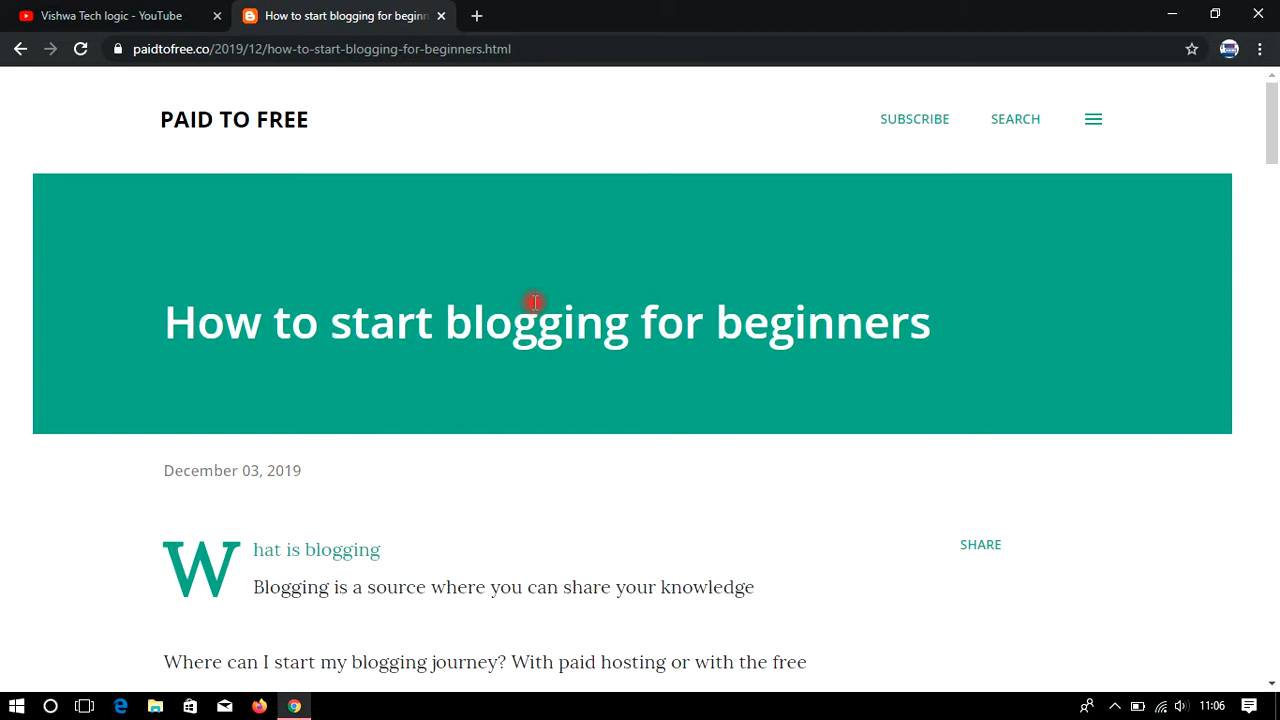 Vishwa Tech logic - YouTube
How to start blogging for beginn
paidtofree.co/2019/12/how-to-start-blogging-for-beginners.html
PAID TO FREE
SUBSCRIBE
SEARCH
How to start blogging for beginners
December 03, 2019
What is blogging
SHARE
Blogging is a source where you can share your knowledge
Where can I start my blogging journey? With paid hosting or with the free
11:06